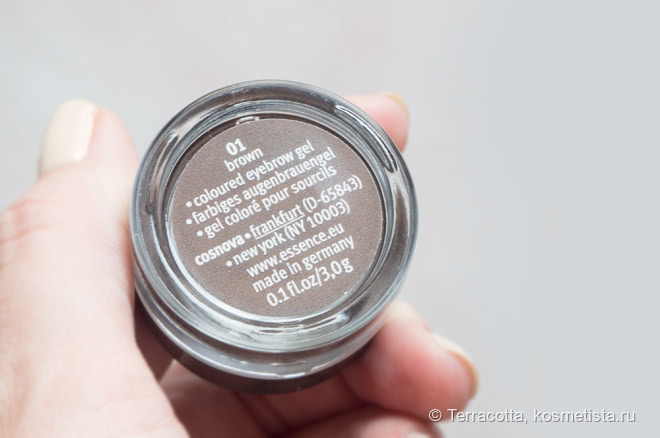 01
brown
• coloured eyebrow gel
• farbiges augenbrauengel
• gel coloré pour sourcils
cosnova • frankfurt (D-65843)
• new york (NY 10003)
www.essence.eu
made in germany
0.1 fl.oz/3,0g
© Terracotta, kosmetista.ru